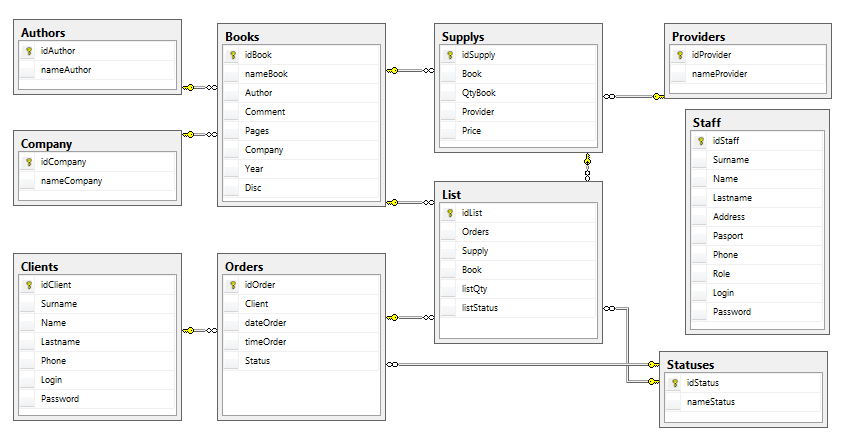 Authors
idAuthor
nameAuthor
Company
idCompany
nameCompany
Books
idBook
nameBook
Author
Comment
Pages
Company
Year
Disc
Supplys
idSupply
Book
QtyBook
Provider
Price
Providers
idProvider
nameProvider
Staff
idStaff
Surname
Name
Lastname
Address
Pasport
Phone
Role
Login
Password
List
idList
Orders
Supply
Book
listQty
listStatus
Clients
idClient
Surname
Name
Lastname
Phone
Login
Password
Orders
idOrder
Client
dateOrder
timeOrder
Status
Statuses
idStatus
nameStatus